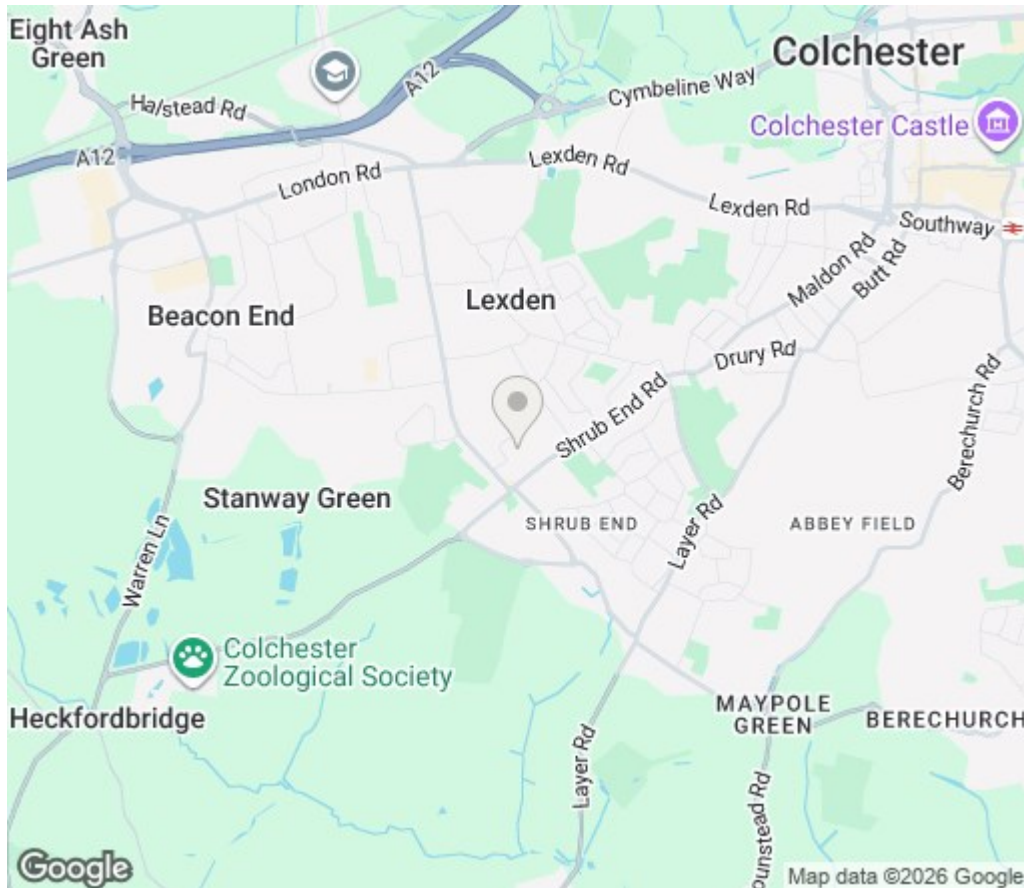 Eight Ash
Green
Colchester
A12
Halstead Rd
Cymbeline Way
Colchester Castle
A12
Lexden Rd
London Rd
Lexden Rd
Southway
Maldon Rd
Butt Rd
Lexden
Beacon End
Drury Rd
Berechurch Rd
Shrub End Rd
Stanway Green
SHRUB END
ABBEY FIELD
Layer Rd
Warren Ln
Colchester
Zoological Society
Heckfordbridge
MAYPOLE
GREEN
BERECHURCH
Layer Rd
ounstead Rd
Google
Map data ©2026 Google